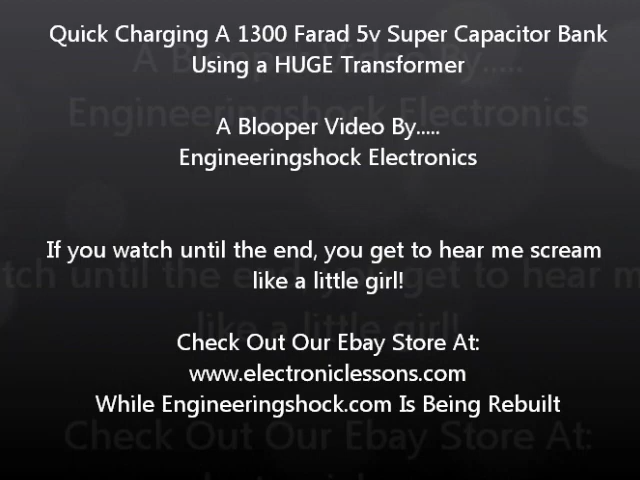 Quick Charging A 1300 Farad 5v Super Capacitor Bank
Using a HUGE Transformer
A Blooper Video By.....
Engineeringshock Electronics
If you watch until the end, you get to hear me scream
like a little girl!
Check Out Our Ebay Store At:
www.electroniclessons.com
While Engineeringshock.com Is Being Rebuilt